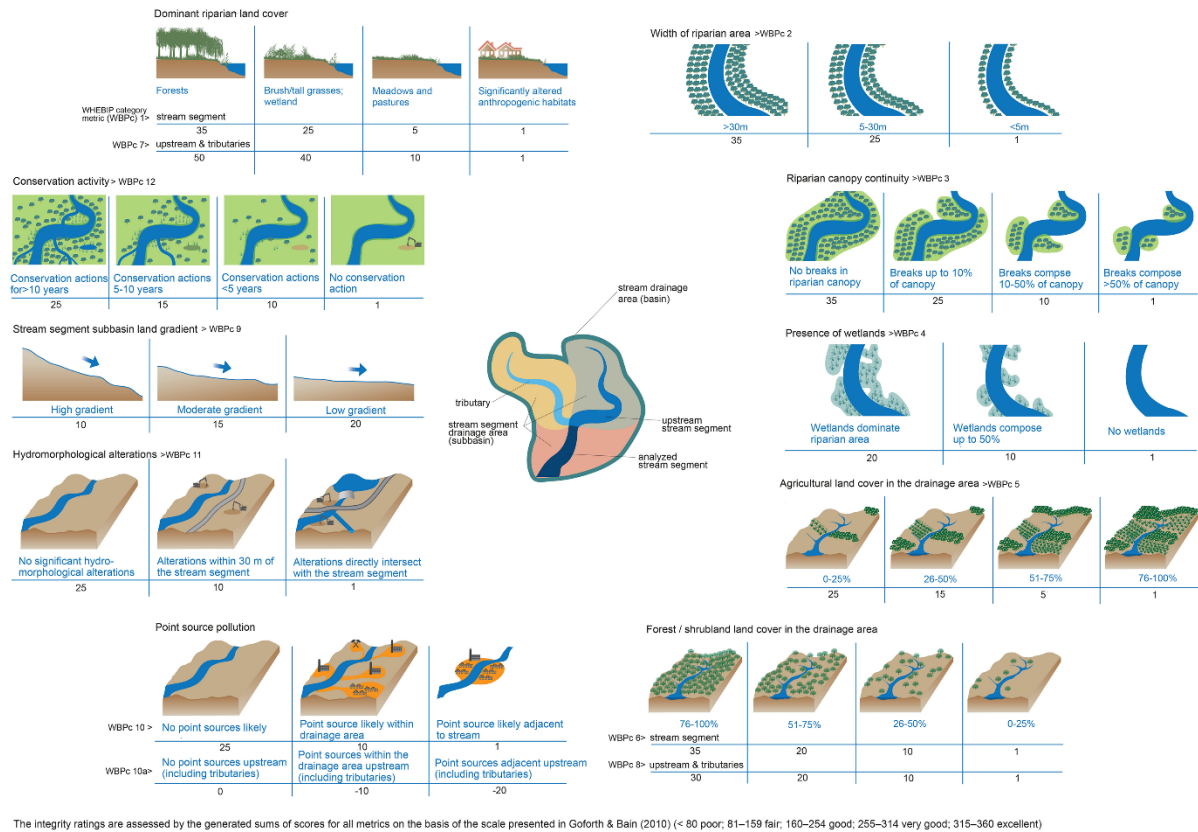 Dominant riparian land cover
Forests
Brush/tall grasses;
wetland
Meadows and
pastures
Significantly altered
anthropogenic habitats
WHEBIP category
metric (WBPc) 1> stream segment
35 25 5 1
WBPc 7> upstream & tributaries
50 40 10 1
Width of riparian area >WBPc 2
>30m 5-30m <5m
35 25 1
Conservation activity > WBPc 12
Conservation actions
for>10 years
Conservation actions
5-10 years
Conservation actions
<5 years
No conservation
action
25 15 10 1
Riparian canopy continuity >WBPc 3
No breaks in
riparian canopy
Breaks up to 10%
of canopy
Breaks compse
10-50% of canopy
Breaks compose
>50% of canopy
35 25 10 1
Stream segment subbasin land gradient > WBPc 9
High gradient Moderate gradient Low gradient
10 15 20
stream drainage
area (basin)
tributary
stream segment
drainage area
(subbasin)
upstream
stream segment
analyzed
stream segment
Presence of wetlands >WBPc 4
Wetlands dominate
riparian area
Wetlands compose
up to 50%
No wetlands
20 10 1
Hydromorphological alterations >WBPc 11
No significant hydro-
morphological alterations
Alterations within 30 m of
the stream segment
Alterations directly intersect
with the stream segment
25 10 1
Agricultural land cover in the drainage area >WBPc 5
0-25% 26-50% 51-75% 76-100%
25 15 5 1
Point source pollution
WBPc 10 >
No point sources likely
Point source likely within
drainage area
Point source likely adjacent
to stream
25 10 1
WBPc 10a>
No point sources upstream
(including tributaries)
Point sources within the
drainage area upstream
(including tributaries)
Point sources adjacent upstream
(including tributaries)
0 -10 -20
Forest / shrubland land cover in the drainage area
76-100% 51-75% 26-50% 0-25%
WBPc 6> stream segment
35 20 10 1
WBPc 8> upstream & tributaries
30 20 10 1
The integrity ratings are assessed by the generated sums of scores for all metrics on the basis of the scale presented in Goforth & Bain (2010) (< 80 poor; 81–159 fair; 160–254 good; 255–314 very good; 315–360 excellent)